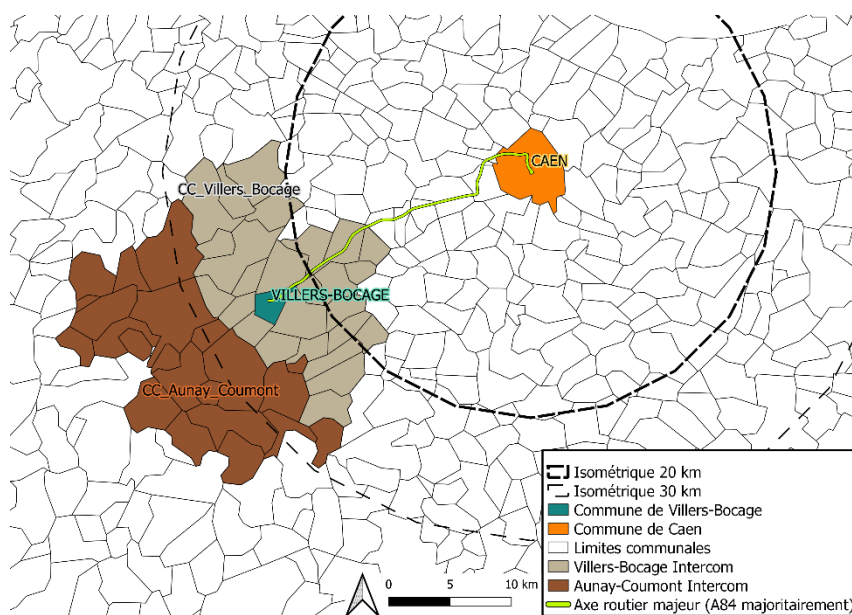 CAEN
CC_Villers_Bocage
VILLERS-BOCAGE
CC_Aunay_Coumont
Isométrique 20 km
Isométrique 30 km
Commune de Villers-Bocage
Commune de Caen
Limites communales
Villers-Bocage Intercom
Aunay-Coumont Intercom
Axe routier majeur (A84 majoritairement)
0 5 10 km